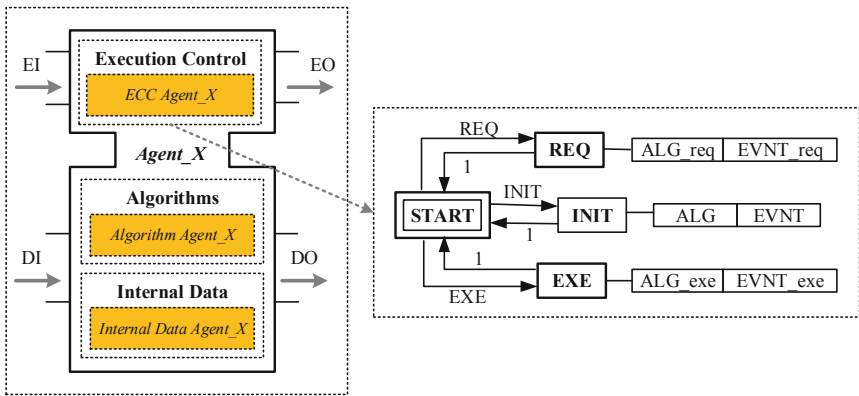 Execution Control
EI
EO
ECC Agent_X
Agent_X
Algorithms
Algorithm Agent_X
DI
DO
Internal Data
Internal Data Agent_X
REQ
REQ
ALG_req
EVNT_req
1
START
INIT
INIT
ALG
EVNT
1
1
EXE
EXE
ALG_exe
EVNT_exe